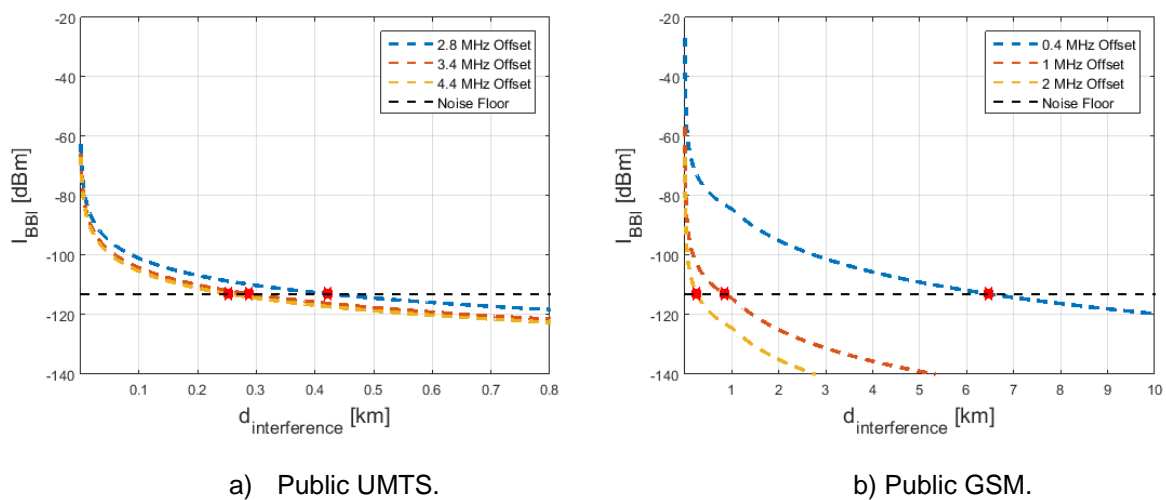 -20
-40
-60
-80
-100
-120
-140
I_BBI [dBm]
2.8 MHz Offset
3.4 MHz Offset
4.4 MHz Offset
Noise Floor
0.1 0.2 0.3 0.4 0.5 0.6 0.7 0.8
d_interference [km]
a) Public UMTS.
-20
-40
-60
-80
-100
-120
-140
I_BBI [dBm]
0.4 MHz Offset
1 MHz Offset
2 MHz Offset
Noise Floor
1 2 3 4 5 6 7 8 9 10
d_interference [km]
b) Public GSM.